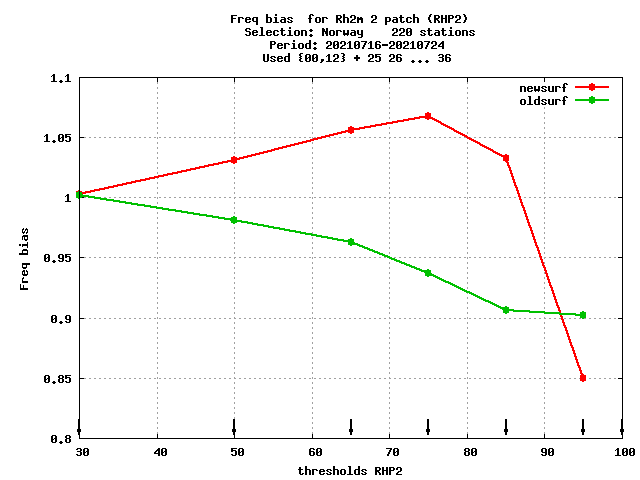 Freq bias  for Rh2m 2 patch (RHP2)
Selection: Norway    220 stations
Period: 20210716-20210724
Used {00,12} + 25 26 ... 36
newsurf
oldsurf
1.1
1.05
1
0.95
0.9
0.85
0.8
Freq bias
30 40 50 60 70 80 90 100
thresholds RHP2